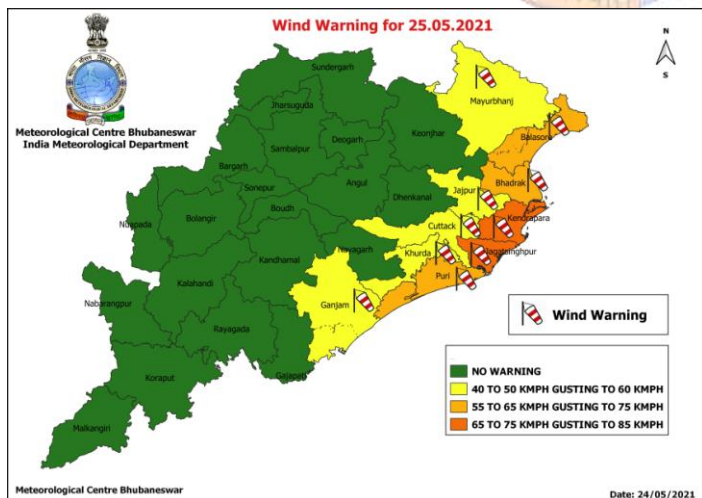 Wind Warning for 25.05.2021
N
S
Meteorological Centre Bhubaneswar
India Meteorological Department
Sundergarh
Mayurbhanj
Jharsuguda
Keonjhar
Deogarh
Sambalpur
Balasore
Bargarh
Bhadrak
Angul
Jajpur
Sonepur
Dhenkanal
Nuapada
Bolangir
Boudh
Kendrapara
Cuttack
Nayagarh
Jagatsinghpur
Khurda
Kandhamal
Puri
Kalahandi
Nabarangpur
Ganjam
Rayagada
Gajapati
Koraput
Malkangiri
Wind Warning
NO WARNING
40 TO 50 KMPH GUSTING TO 60 KMPH
55 TO 65 KMPH GUSTING TO 75 KMPH
65 TO 75 KMPH GUSTING TO 85 KMPH
Meteorological Centre Bhubaneswar
Date: 24/05/2021